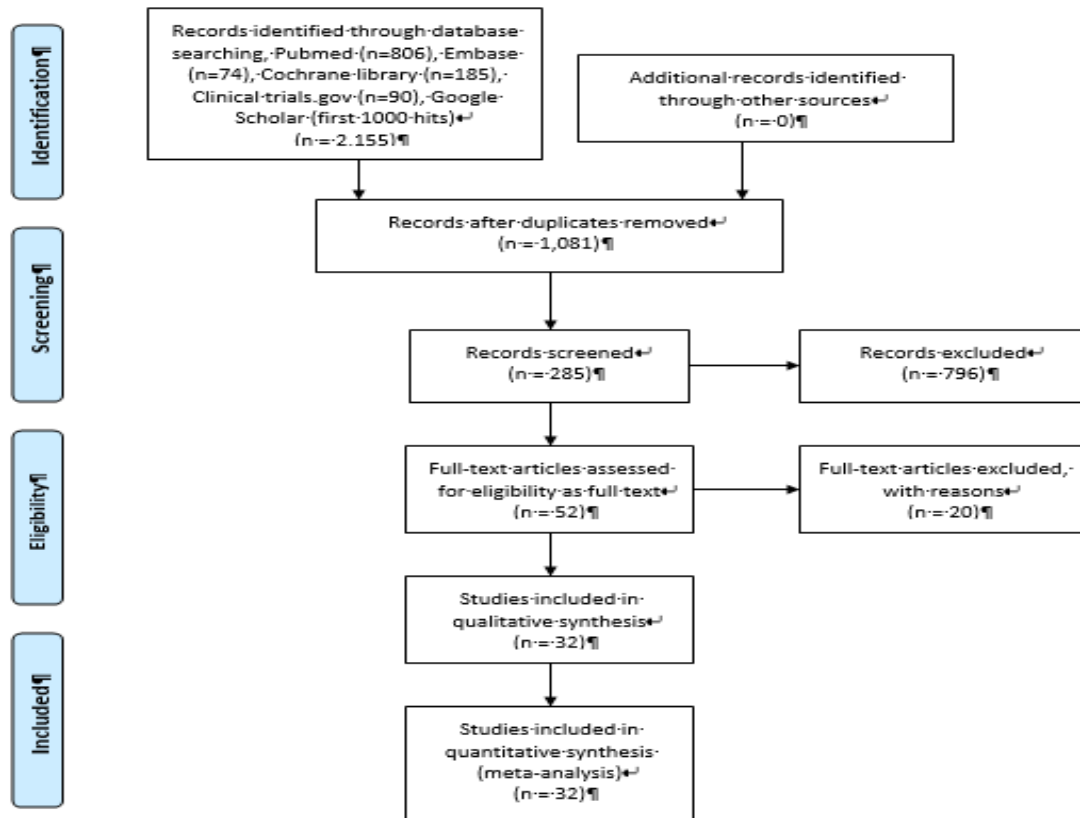 Identification¶
Records·identified·through·database·
searching,·Pubmed·(n=806),·Embase·
(n=74),·Cochrane·library·(n=185),·
Clinical·trials.gov·(n=90),·Google·
Scholar·(first·1000·hits)↵
(n·=·2.155)¶
Additional·records·identified·
through·other·sources↵
(n·=·0)¶
Records·after·duplicates·removed↵
(n·=·1,081)¶
Screening¶
Records·screened↵
(n·=·285)¶
Records·excluded↵
(n·=·796)¶
Eligibility¶
Full-text·articles·assessed·
for·eligibility·as·full·text↵
(n·=·52)¶
Full-text·articles·excluded,·
with·reasons↵
(n·=·20)¶
Studies·included·in·
qualitative·synthesis↵
(n·=·32)¶
Included¶
Studies·included·in·
quantitative·synthesis·
(meta-analysis)↵
(n·=·32)¶